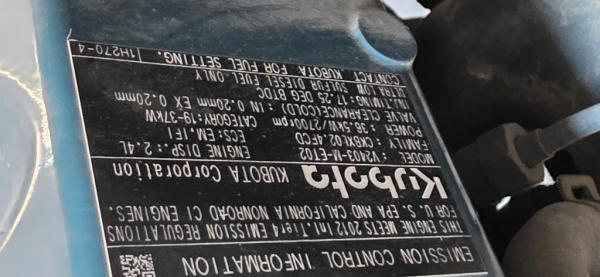 EMISSION CONTROL INFORMATION
THIS ENGINE MEETS 2012 Int.Tier4 EMISSION REGULATIONS
FOR U.S. EPA AND CALIFORNIA NONROAD CI ENGINES.
Kubota KUBOTA Corporation
MODEL: V2403-M-ET02 ENGINE DISP.: 2.4L
FAMILY: CKBXL02.4FCD ECS: EM,IFI
POWER: 36.5kW/2700rpm CATEGORY:19-37kW
VALVE CLEARANCE(COLD): IN 0.20mm EX 0.20mm
INJ.TIMING: 17.25 DEG BTDC
ULTRA LOW SULFUR DIESEL FUEL ONLY
CONTACT KUBOTA FOR FUEL SETTING.
1H270-4